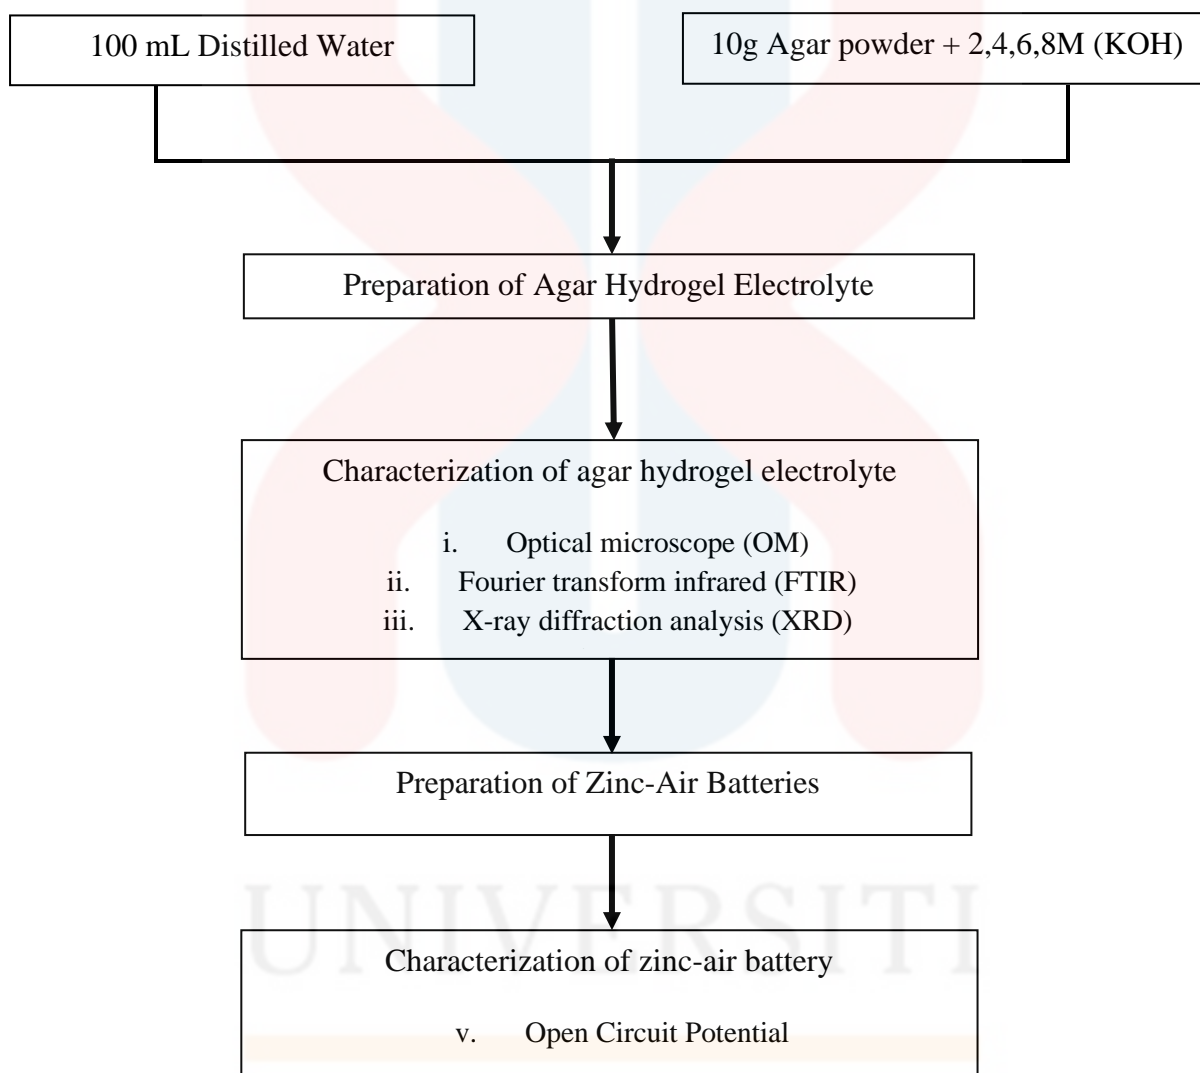 100 mL Distilled Water
10g Agar powder + 2,4,6,8M (KOH)
Preparation of Agar Hydrogel Electrolyte
Characterization of agar hydrogel electrolyte
i. Optical microscope (OM)
ii. Fourier transform infrared (FTIR)
iii. X-ray diffraction analysis (XRD)
Preparation of Zinc-Air Batteries
UNIVERSITI
Characterization of zinc-air battery
v. Open Circuit Potential